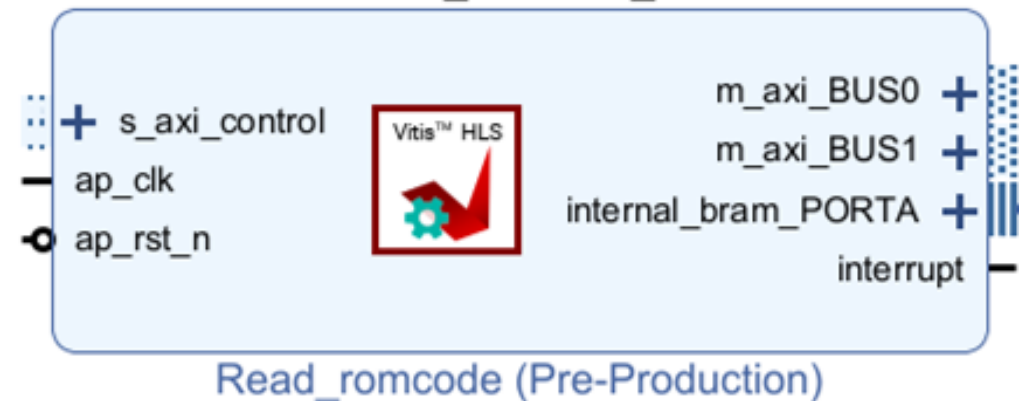 s_axi_control
ap_clk
ap_rst_n
Vitis™ HLS
m_axi_BUS0
m_axi_BUS1
internal_bram_PORTA
interrupt
Read_romcode (Pre-Production)